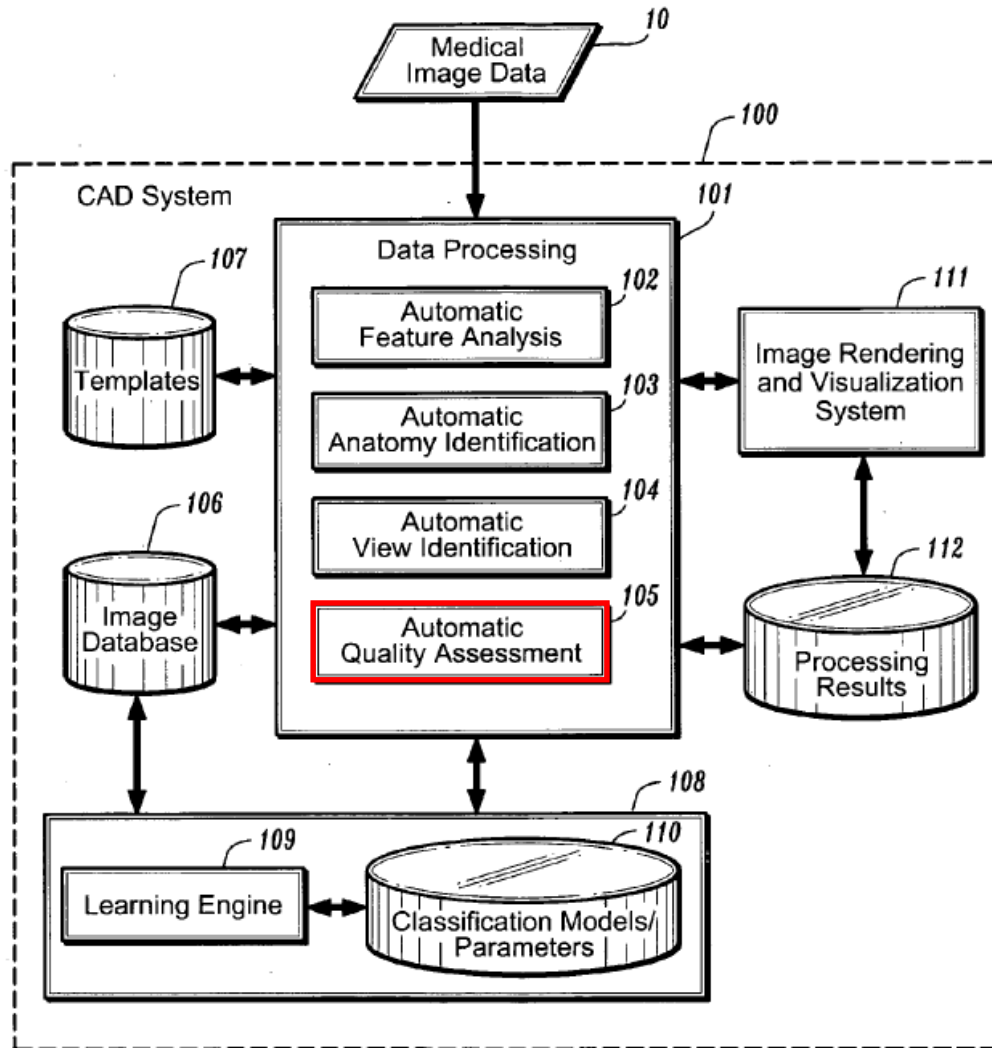 10
Medical
Image Data
100
CAD System
101
Data Processing
107
102
Automatic
Feature Analysis
111
Templates
Image Rendering
and Visualization
System
103
Automatic
Anatomy Identification
106
104
Automatic
View Identification
112
Image
Database
105
Automatic
Quality Assessment
Processing
Results
108
109
110
Learning Engine
Classification Models/
Parameters